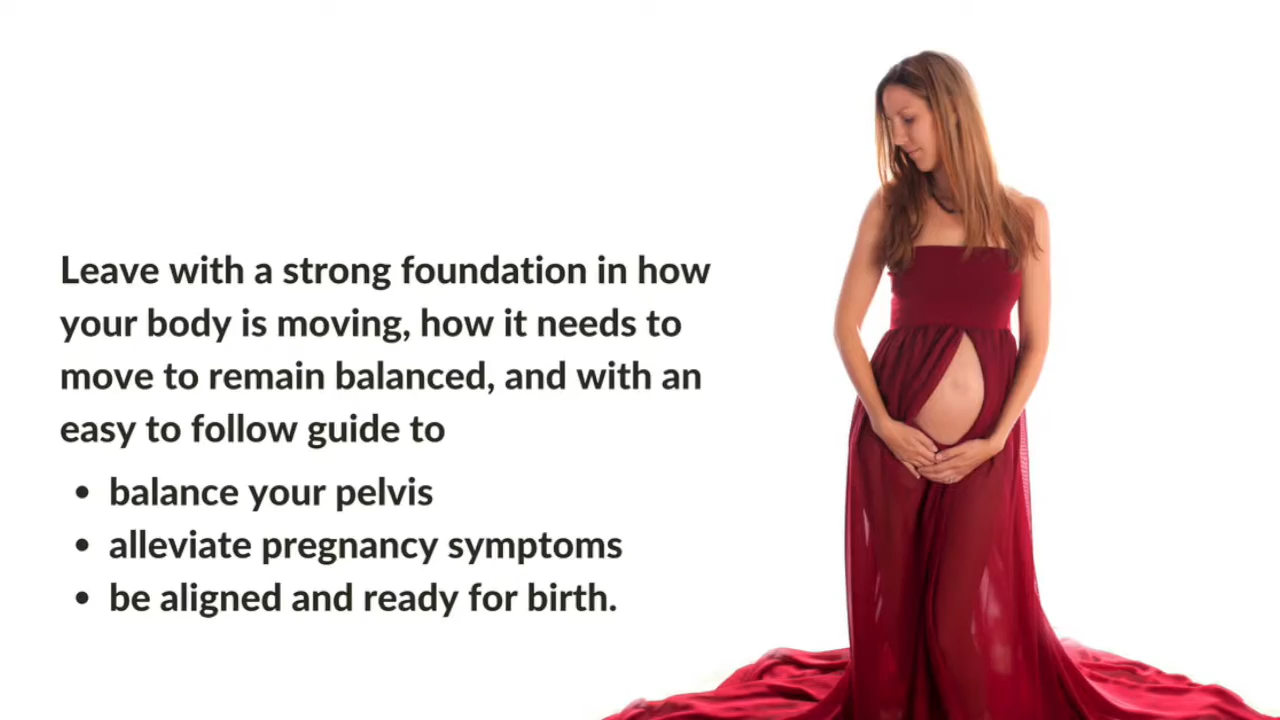 Leave with a strong foundation in how
your body is moving, how it needs to
move to remain balanced, and with an
easy to follow guide to
• balance your pelvis
• alleviate pregnancy symptoms
• be aligned and ready for birth.